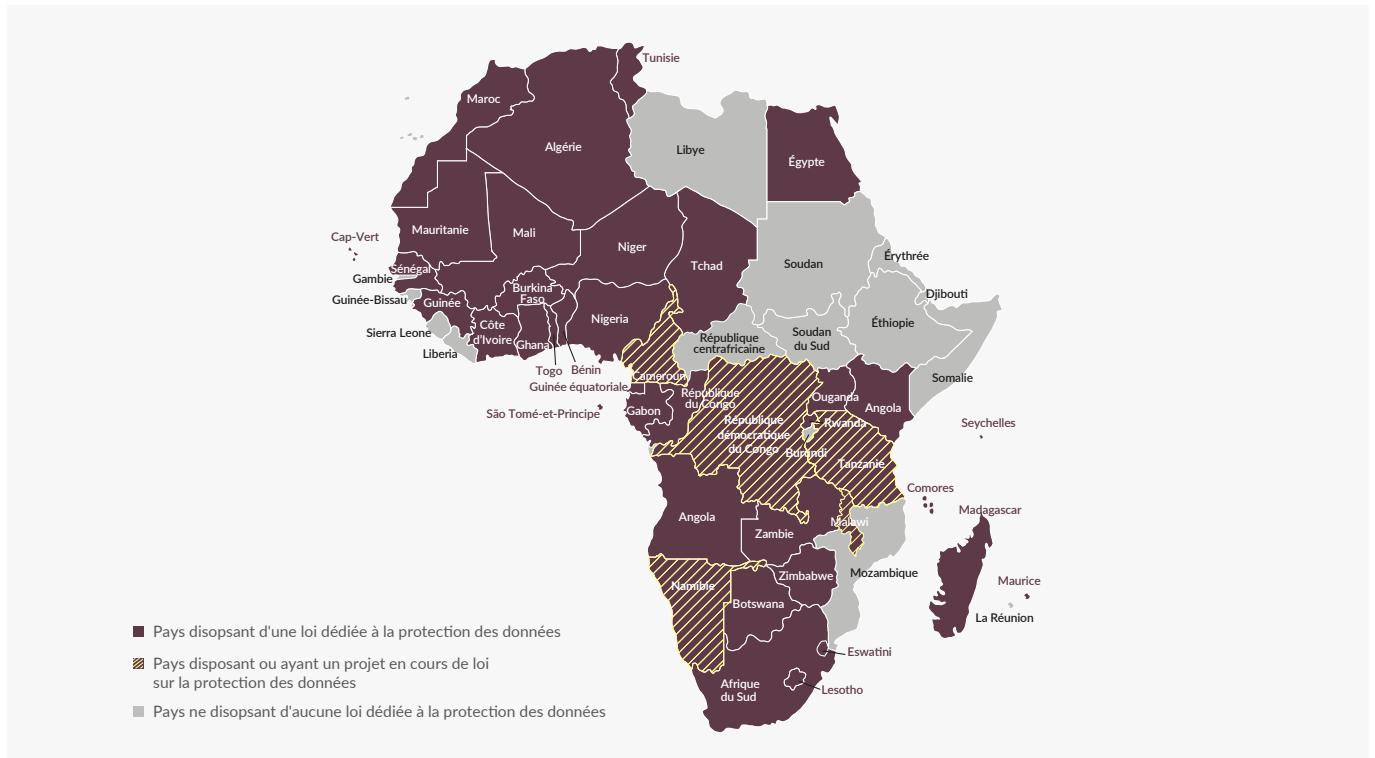 Tunisie
Maroc
Algérie
Libye
Égypte
Cap-Vert
Mauritanie
Mali
Niger
Tchad
Soudan
Érythrée
Sénégal
Gambie
Guinée-Bissau
Guinée
Burkina
Faso
Djibouti
Sierra Leone
Côte
d'Ivoire
Ghana
Nigeria
Éthiopie
Soudan
du Sud
République
centrafricaine
Liberia
Togo
Bénin
Cameroun
Somalie
Guinée équatoriale
République
du Congo
Ouganda
Angola
São Tomé-et-Principe
Gabon
République
démocratique
du Congo
Rwanda
Seychelles
Burundi
Tanzanie
Comores
Madagascar
Angola
Zambie
Malawi
Mozambique
Maurice
Namibie
Zimbabwe
Botswana
La Réunion
Eswatini
Afrique
du Sud
Lesotho
Pays disopsant d'une loi dédiée à la protection des données
Pays disposant ou ayant un projet en cours de loi
sur la protection des données
Pays ne disopsant d'aucune loi dédiée à la protection des données